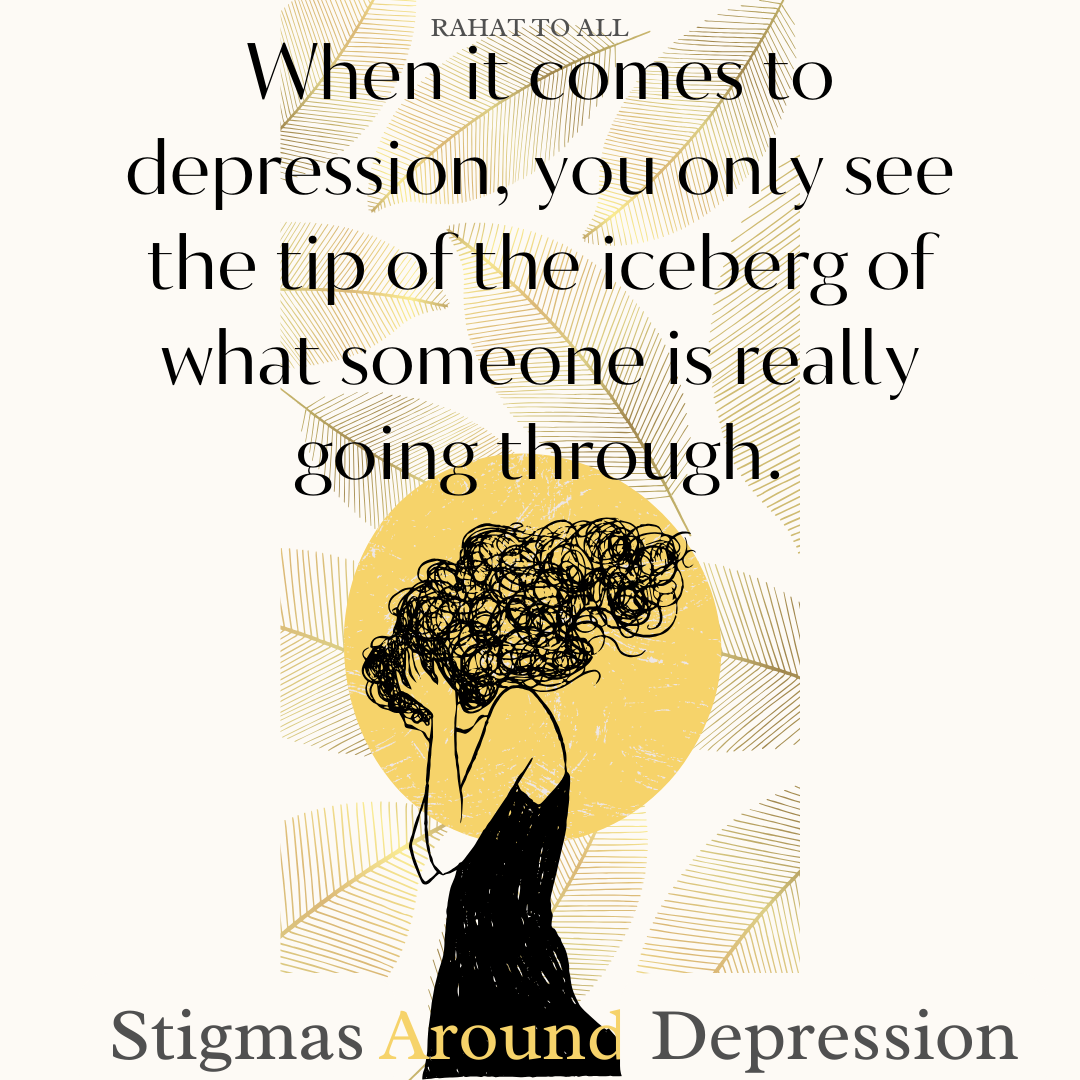 RAHAT TO ALL
When it comes to
depression, you only see
the tip of the iceberg of
what someone is really
going through.
Stigmas Around Depression